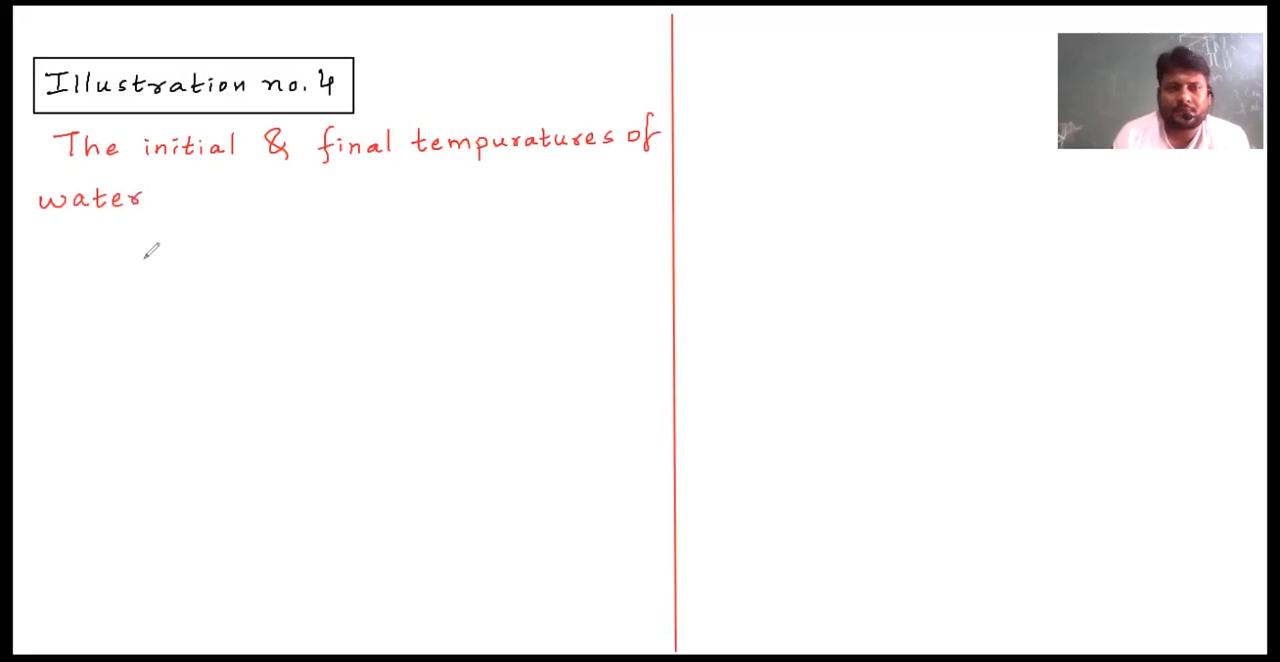 Illustration no. 4
The initial & final tempuratures of
water